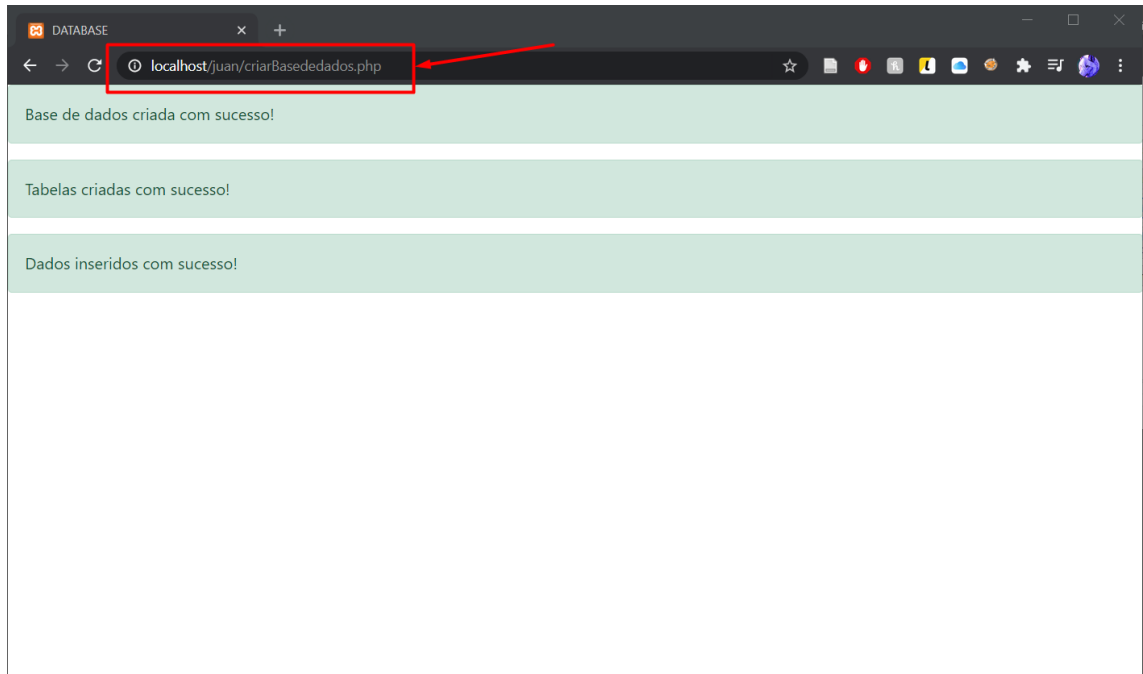 DATABASE
localhost/juan/criarBasededados.php
Base de dados criada com sucesso!
Tabelas criadas com sucesso!
Dados inseridos com sucesso!